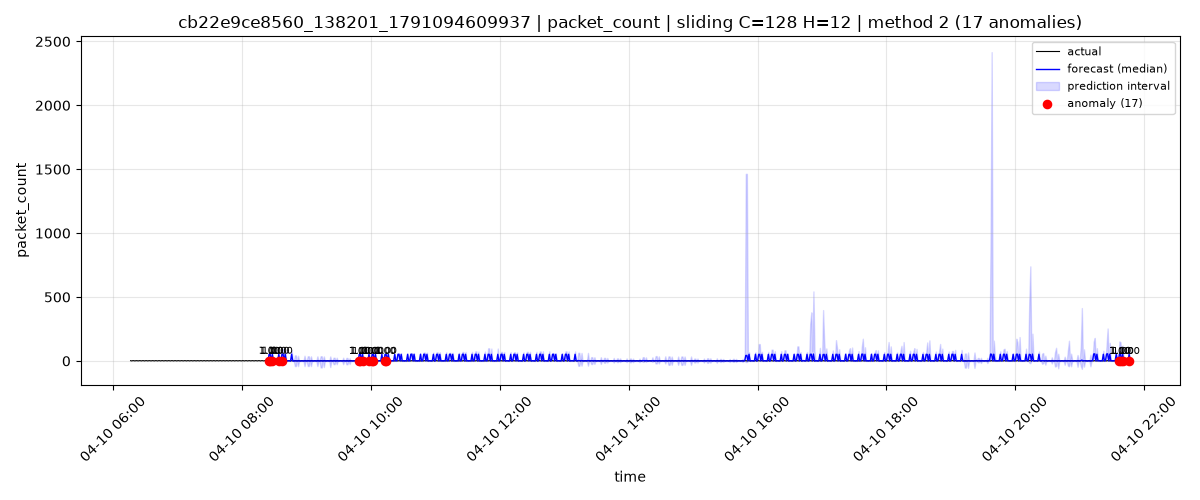 cb22e9ce8560_138201_1791094609937 | packet_count | sliding C=128 H=12 | method 2 (17 anomalies)
actual
forecast (median)
prediction interval
anomaly (17)
packet_count
2500
2000
1500
1000
500
0
04-10 06:00
04-10 08:00
04-10 10:00
04-10 12:00
04-10 14:00
04-10 16:00
04-10 18:00
04-10 20:00
04-10 22:00
time